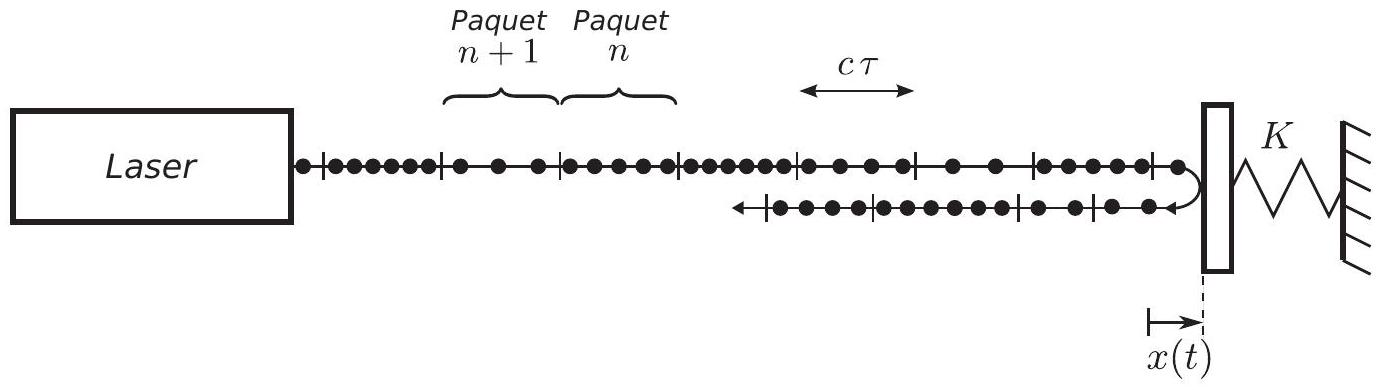 Paquet Paquet
n + 1 n
c τ
Laser
K
x(t)